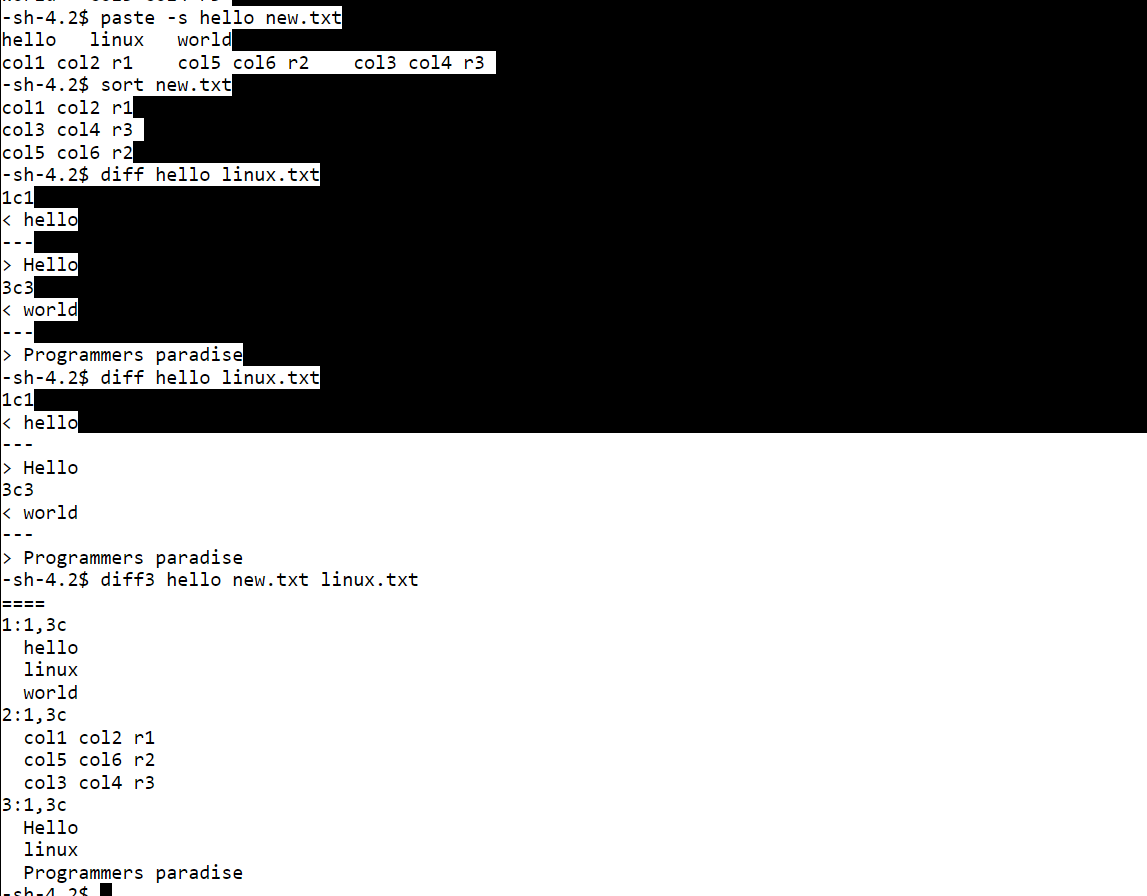 -sh-4.2$ paste -s hello new.txt
hello   linux   world
col1 col2 r1    col5 col6 r2    col3 col4 r3
-sh-4.2$ sort new.txt
col1 col2 r1
col3 col4 r3
col5 col6 r2
-sh-4.2$ diff hello linux.txt
1c1
< hello
---
> Hello
3c3
< world
---
> Programmers paradise
-sh-4.2$ diff hello linux.txt
1c1
< hello
---
> Hello
3c3
< world
---
> Programmers paradise
-sh-4.2$ diff3 hello new.txt linux.txt
====
1:1,3c
  hello
  linux
  world
2:1,3c
  col1 col2 r1
  col5 col6 r2
  col3 col4 r3
3:1,3c
  Hello
  linux
  Programmers paradise
-sh-4.2$